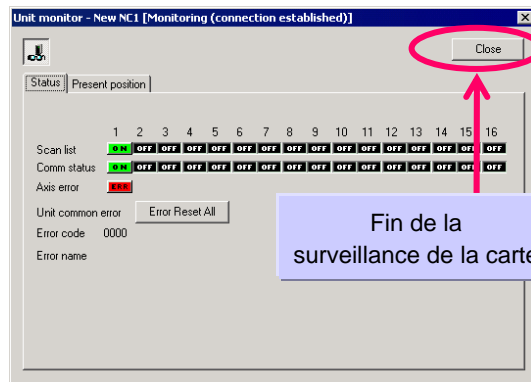 Unit monitor - New NC1 [Monitoring (connection established)]
Close
Status Present position
1 2 3 4 5 6 7 8 9 10 11 12 13 14 15 16
Scan list ON OFF OFF OFF OFF OFF OFF OFF OFF OFF OFF OFF OFF OFF OFF OFF
Comm status ON OFF OFF OFF OFF OFF OFF OFF OFF OFF OFF OFF OFF OFF OFF OFF
Axis error ERR
Unit common error Error Reset All
Error code 0000
Error name
Fin de la
surveillance de la carte